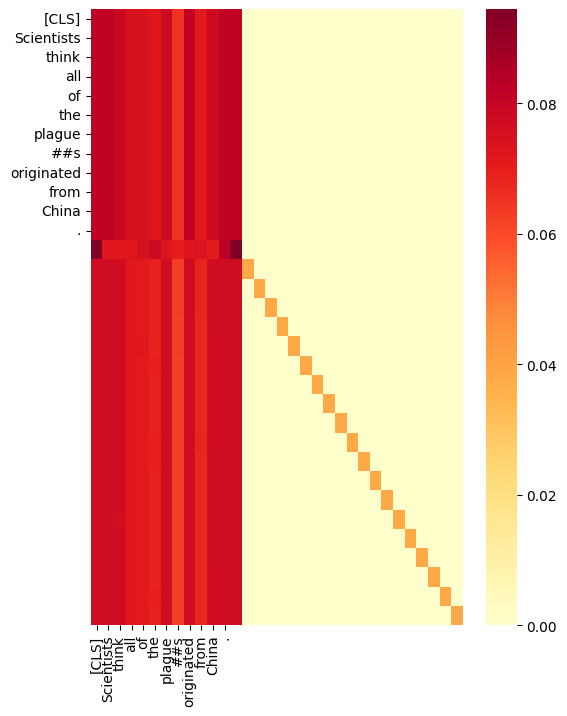 [CLS]
Scientists
think
all
of
the
plague
##s
originated
from
China
.
0.08
0.06
0.04
0.02
0.00
[CLS]
Scientists
think
all
of
the
plague
##s
originated
from
China
.